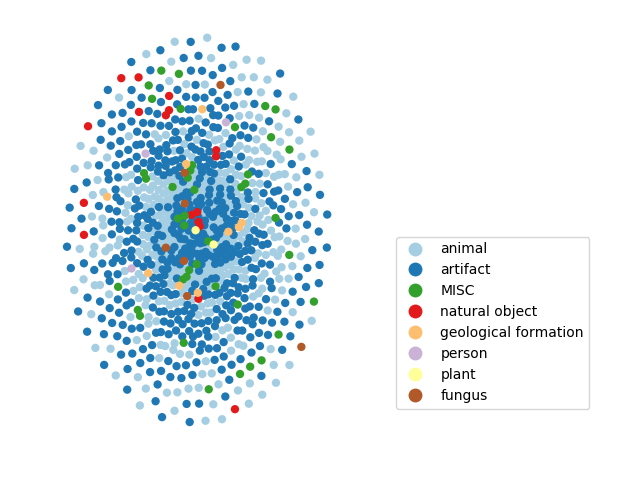 animal
artifact
MISC
natural object
geological formation
person
plant
fungus